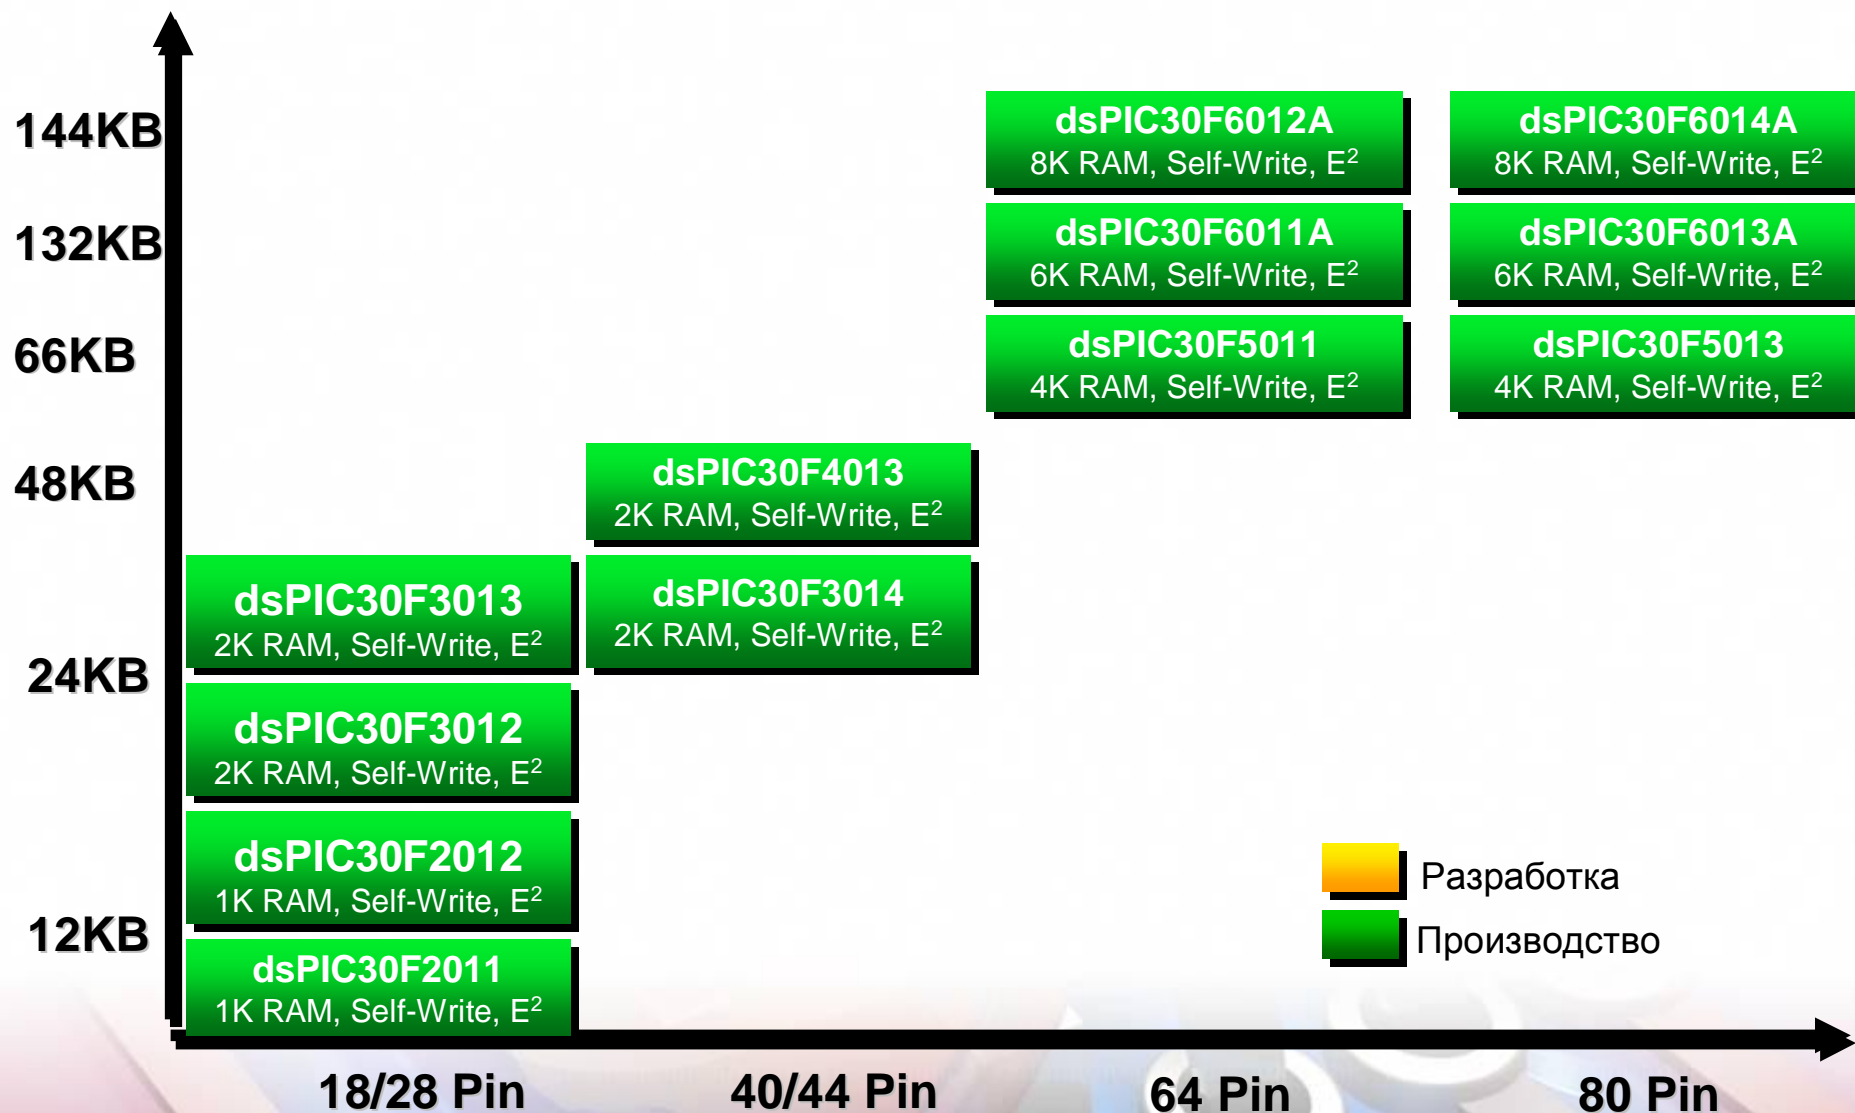 144KB
dsPIC30F6012A
8K RAM, Self-Write, E²
dsPIC30F6014A
8K RAM, Self-Write, E²
132KB
dsPIC30F6011A
6K RAM, Self-Write, E²
dsPIC30F6013A
6K RAM, Self-Write, E²
66KB
dsPIC30F5011
4K RAM, Self-Write, E²
dsPIC30F5013
4K RAM, Self-Write, E²
48KB
dsPIC30F4013
2K RAM, Self-Write, E²
dsPIC30F3013
2K RAM, Self-Write, E²
dsPIC30F3014
2K RAM, Self-Write, E²
24KB
dsPIC30F3012
2K RAM, Self-Write, E²
dsPIC30F2012
1K RAM, Self-Write, E²
12KB
dsPIC30F2011
1K RAM, Self-Write, E²
Разработка
Производство
18/28 Pin
40/44 Pin
64 Pin
80 Pin